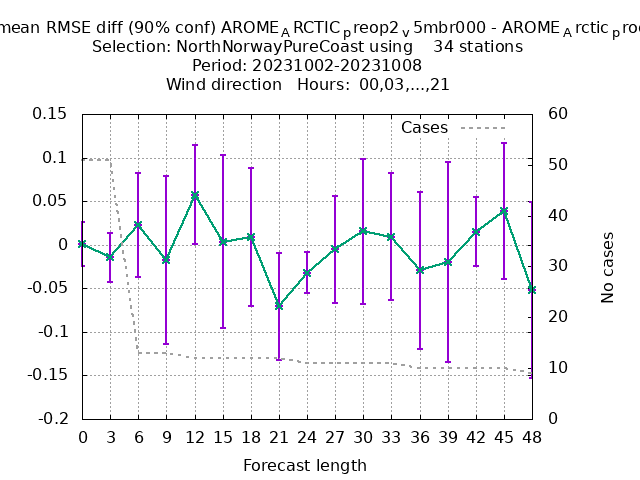 mean RMSE diff (90% conf) AROME_ARCTIC_preop2_v5mbr000 - AROME_Arctic_prod
Selection: NorthNorwayPureCoast using 34 stations
Period: 20231002-20231008
Wind direction Hours: 00,03,...,21
Cases
0.15
0.1
0.05
0
-0.05
-0.1
-0.15
-0.2
60
50
40
30
20
10
0
No cases
0 3 6 9 12 15 18 21 24 27 30 33 36 39 42 45 48
Forecast length